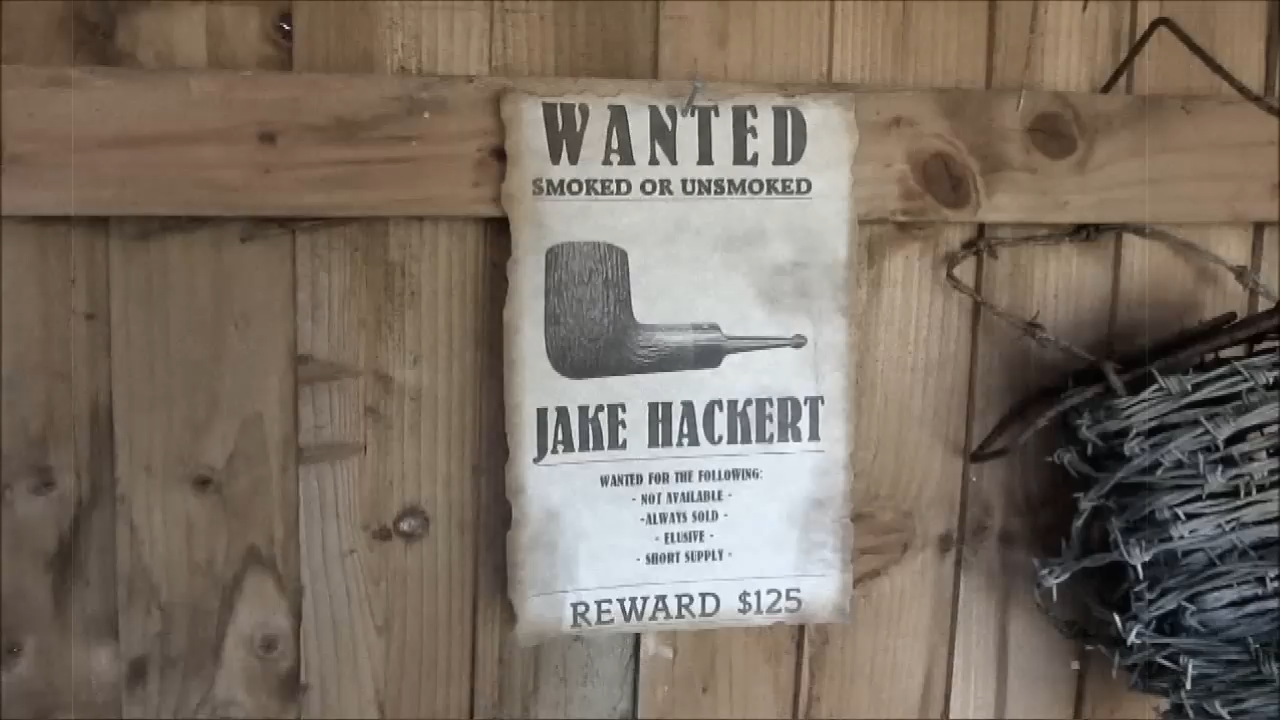 WANTED
SMOKED OR UNSMOKED
JAKE HACKERT
WANTED FOR THE FOLLOWING:
- NOT AVAILABLE -
-ALWAYS SOLD -
- ELUSIVE -
- SHORT SUPPLY -
REWARD $125